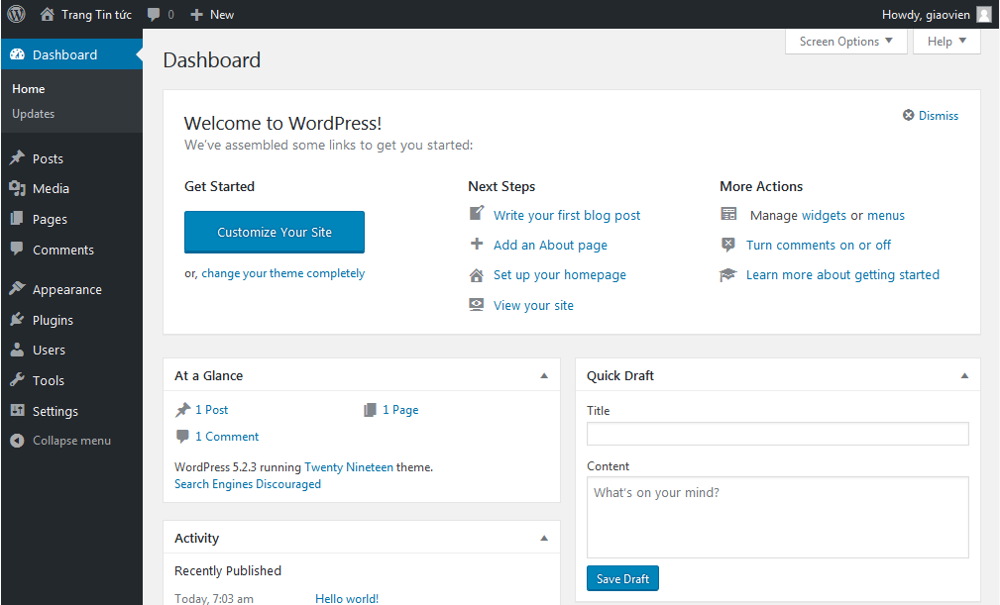 Trang Tin tức 0 New Howdy, giaovien
Dashboard
Home
Updates
Posts
Media
Pages
Comments
Appearance
Plugins
Users
Tools
Settings
Collapse menu
Screen Options Help
Dashboard
Welcome to WordPress!
Dismiss
We've assembled some links to get you started:
Get Started
Customize Your Site
or, change your theme completely
Next Steps
Write your first blog post
Add an About page
Set up your homepage
View your site
More Actions
Manage widgets or menus
Turn comments on or off
Learn more about getting started
At a Glance
1 Post 1 Page
1 Comment
WordPress 5.2.3 running Twenty Nineteen theme.
Search Engines Discouraged
Activity
Recently Published
Today, 7:03 am Hello world!
Quick Draft
Title
Content
What's on your mind?
Save Draft